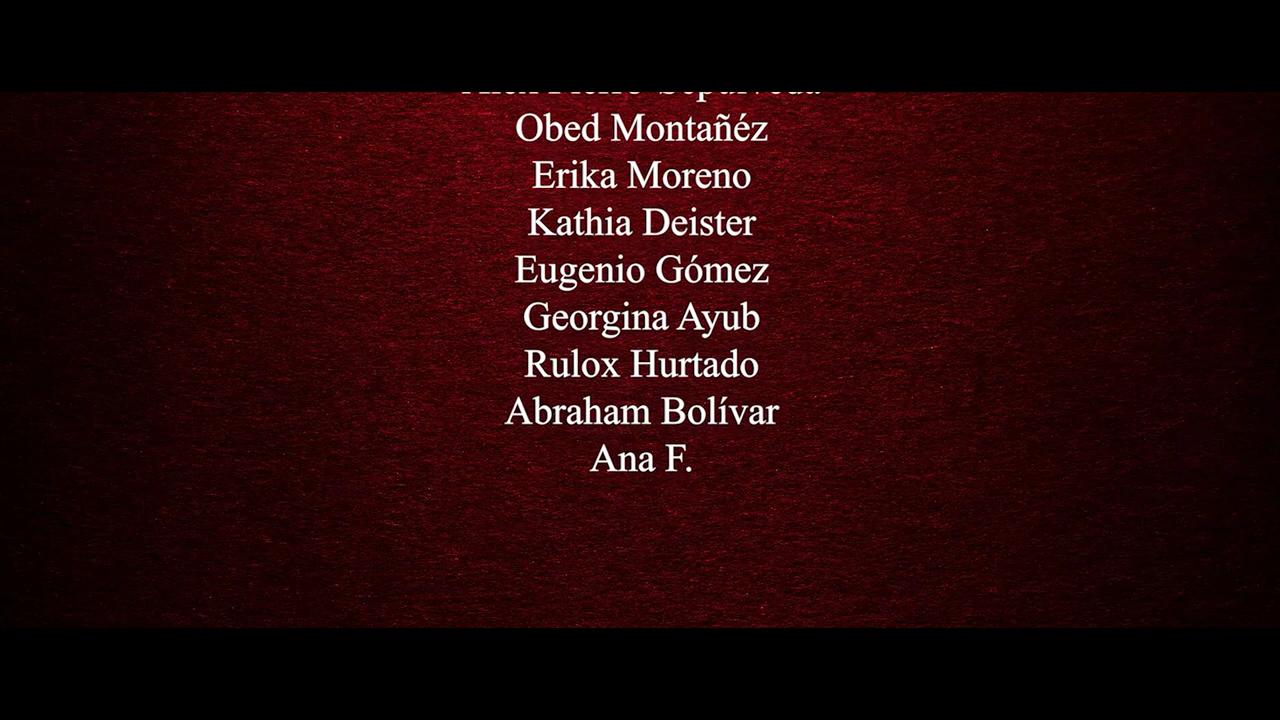 Obed Montañéz
Erika Moreno
Kathia Deister
Eugenio Gómez
Georgina Ayub
Rulox Hurtado
Abraham Bolívar
Ana F.